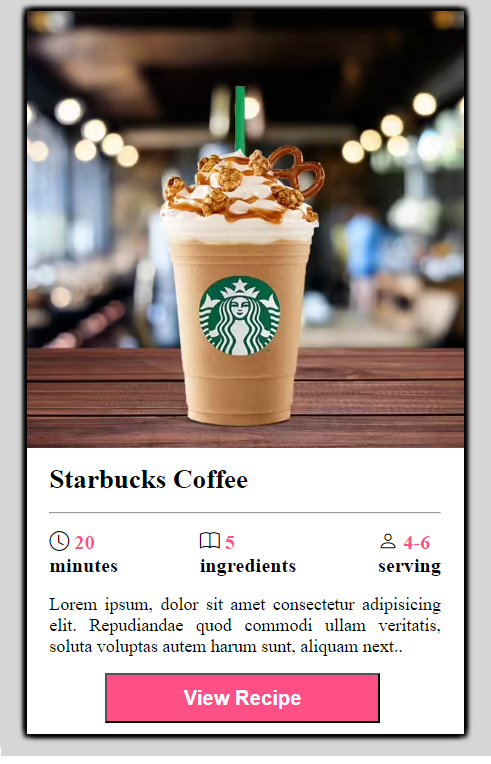 Starbucks Coffee
20 5 4-6
minutes ingredients serving
Lorem ipsum, dolor sit amet consectetur adipisicing
elit. Repudiandae quod commodi ullam veritatis,
soluta voluptas autem harum sunt, aliquam next..
View Recipe